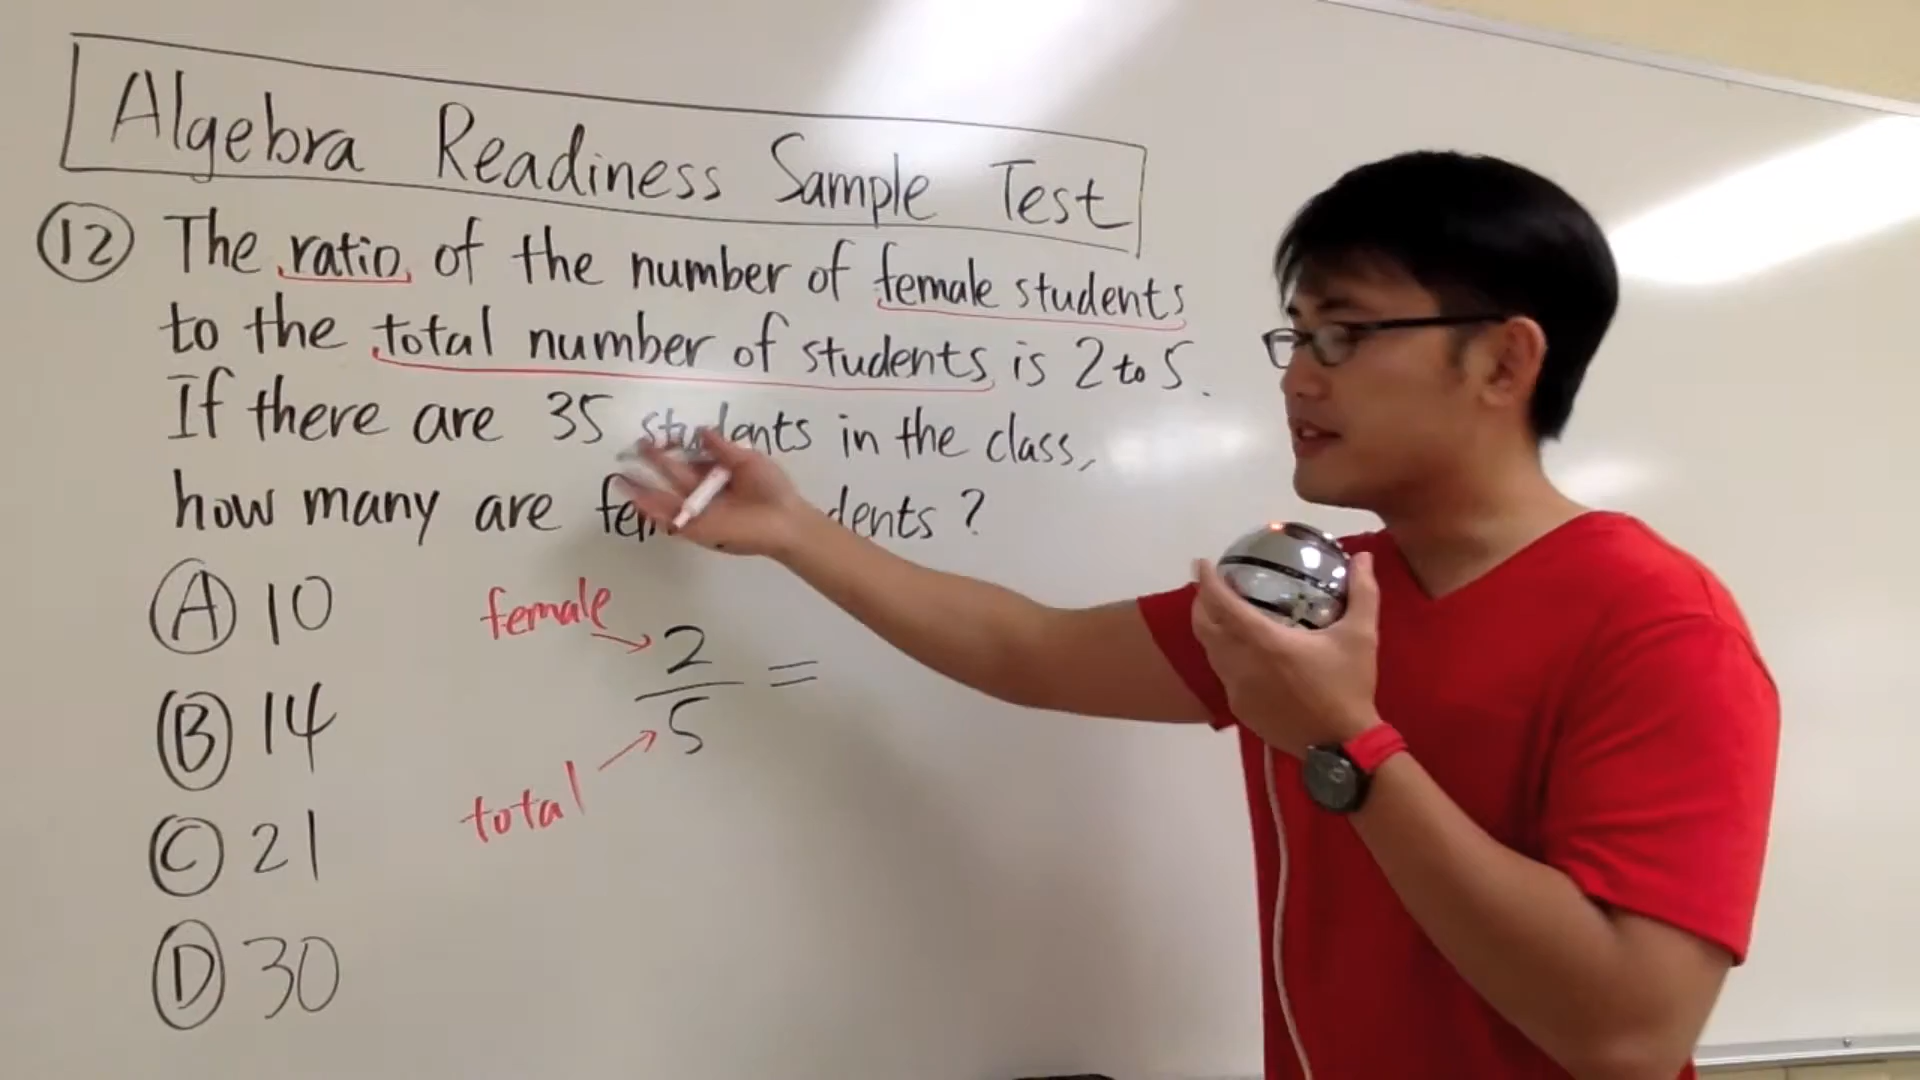 Algebra Readiness Sample Test
12 The ratio of the number of female students
to the total number of students is 2 to 5.
If there are 35 students in the class,
how many are ?
A 10
B 14
C 21
D 30
female
2
5
=
total